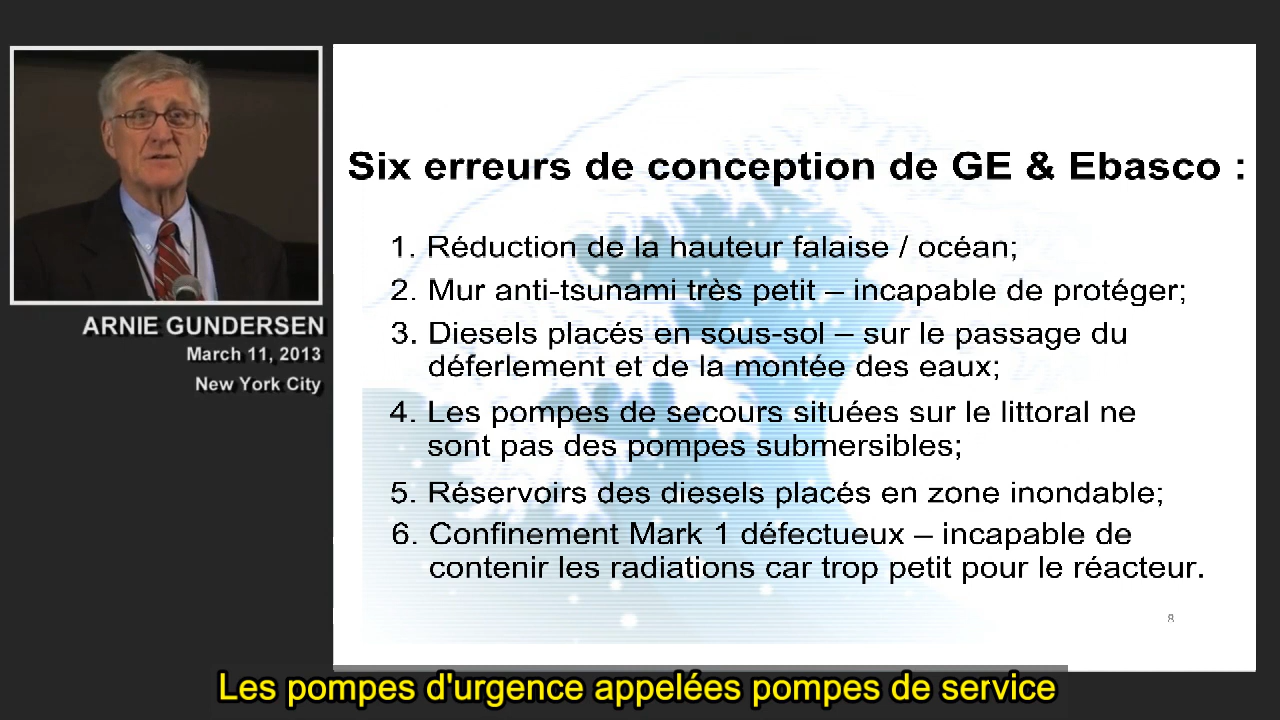 ARNIE GUNDERSEN
March 11, 2013
New York City
Six erreurs de conception de GE & Ebasco :
1. Réduction de la hauteur falaise / océan;
2. Mur anti-tsunami très petit – incapable de protéger;
3. Diesels placés en sous-sol – sur le passage du
déferlement et de la montée des eaux;
4. Les pompes de secours situées sur le littoral ne
sont pas des pompes submersibles;
5. Réservoirs des diesels placés en zone inondable;
6. Confinement Mark 1 défectueux – incapable de
contenir les radiations car trop petit pour le réacteur.
8
Les pompes d'urgence appelées pompes de service